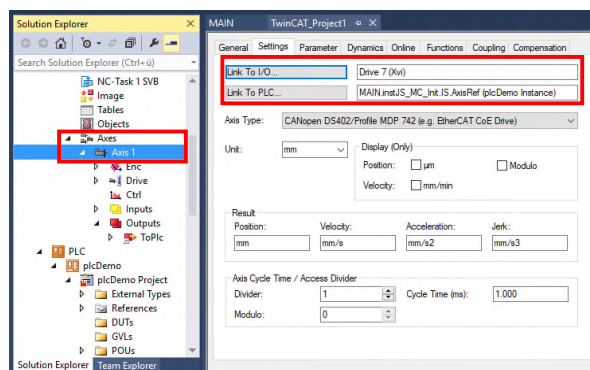 Solution Explorer
MAIN TwinCAT_Project1
Search Solution Explorer (Ctrl+ü)
NC-Task 1 SVB
Image
Tables
Objects
Axes
Axis 1
Enc
Drive
Ctrl
Inputs
Outputs
ToPlc
PLC
plcDemo
plcDemo Project
External Types
References
DUTs
GVLs
POUs
Solution Explorer Team Explorer
General Settings Parameter Dynamics Online Functions Coupling Compensation
Link To I/O... Drive 7 (Xvi)
Link To PLC... MAIN.instJS_MC_Init.IS.AxisRef (plcDemo Instance)
Axis Type: CANopen DS402/Profile MDP 742 (e.g. EtherCAT CoE Drive)
Unit: mm Display (Only)
Position: µm Modulo
Velocity: mm/min
Result
Position: Velocity: Acceleration: Jerk:
mm mm/s mm/s2 mm/s3
Axis Cycle Time / Access Divider
Divider: 1 Cycle Time (ms): 1.000
Modulo: 0